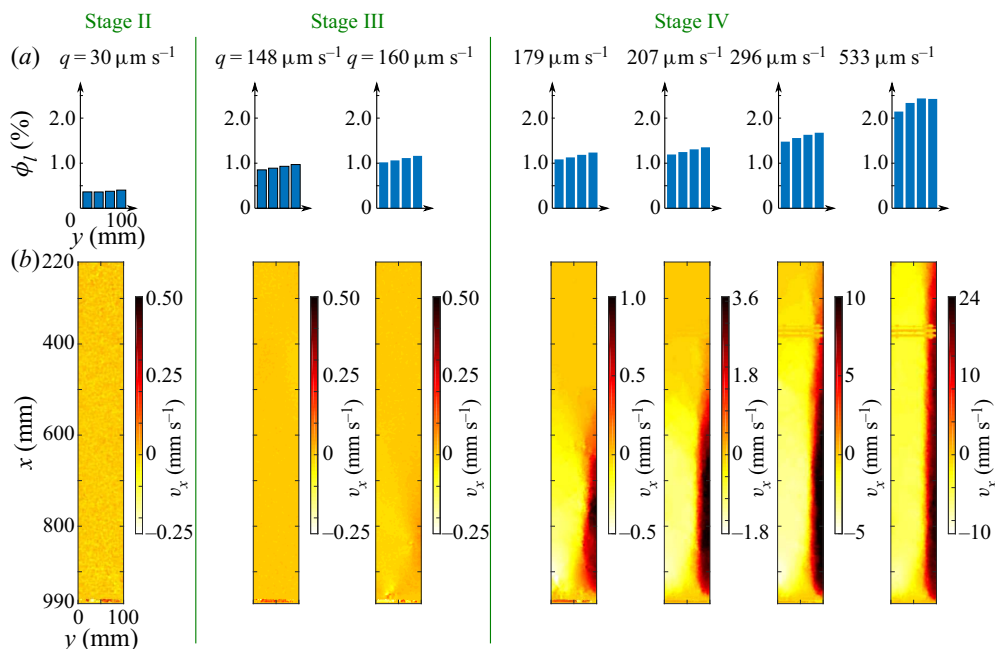 Stage II Stage III Stage IV
(a) q = 30 μm s⁻¹ q = 148 μm s⁻¹ q = 160 μm s⁻¹ 179 μm s⁻¹ 207 μm s⁻¹ 296 μm s⁻¹ 533 μm s⁻¹
ϕₗ (%)
2.0 2.0 2.0 2.0 2.0 2.0 2.0
1.0 1.0 1.0 1.0 1.0 1.0 1.0
0 0 0 0 0 0 0
0 100
y (mm)
(b) 220
400
600
800
990
x (mm)
0 100
y (mm)
0.50 0.50 0.50 1.0 3.6 10 24
0.25 0.25 0.25 0.5 1.8 5 10
0 0 0 0 0 0 0
–0.25 –0.25 –0.25 –0.5 –1.8 –5 –10
vₓ (mm s⁻¹) vₓ (mm s⁻¹) vₓ (mm s⁻¹) vₓ (mm s⁻¹) vₓ (mm s⁻¹) vₓ (mm s⁻¹) vₓ (mm s⁻¹)